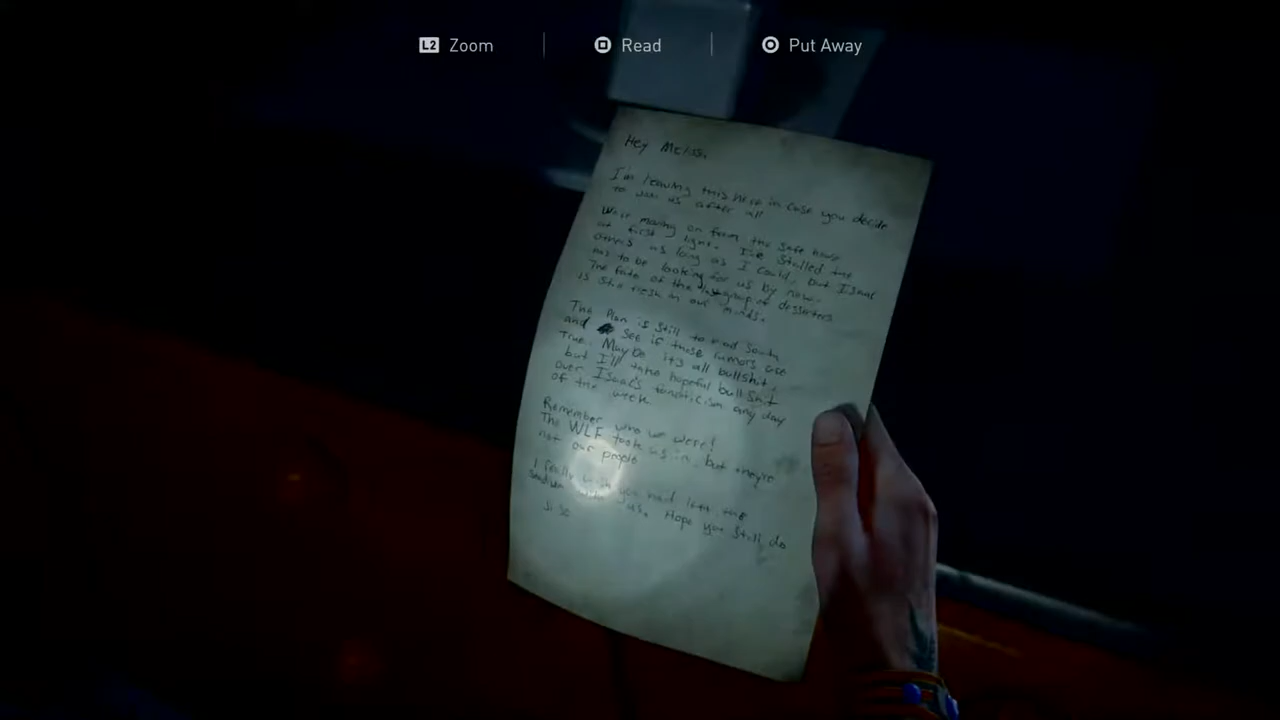 L2 Zoom
Read
Put Away
Hey Melissa
I'm leaving this here in case you decide
to join us after all
We're moving on from the safe house
at first light. I've stalled the
others as long as I could, but Isaac
has to be looking for us by now.
The fate of the last group of desserters
is still fresh in our minds.
The Plan is still to head south
and see if those rumors are
True. Maybe it's all bullshit,
but I'll take hopeful bullshit
over Isaac's fanaticism any day
of the week
Remember who we were!
The WLF took us in, but they're
not our people
I really wish you had left the
stadium with us. Hope you still do